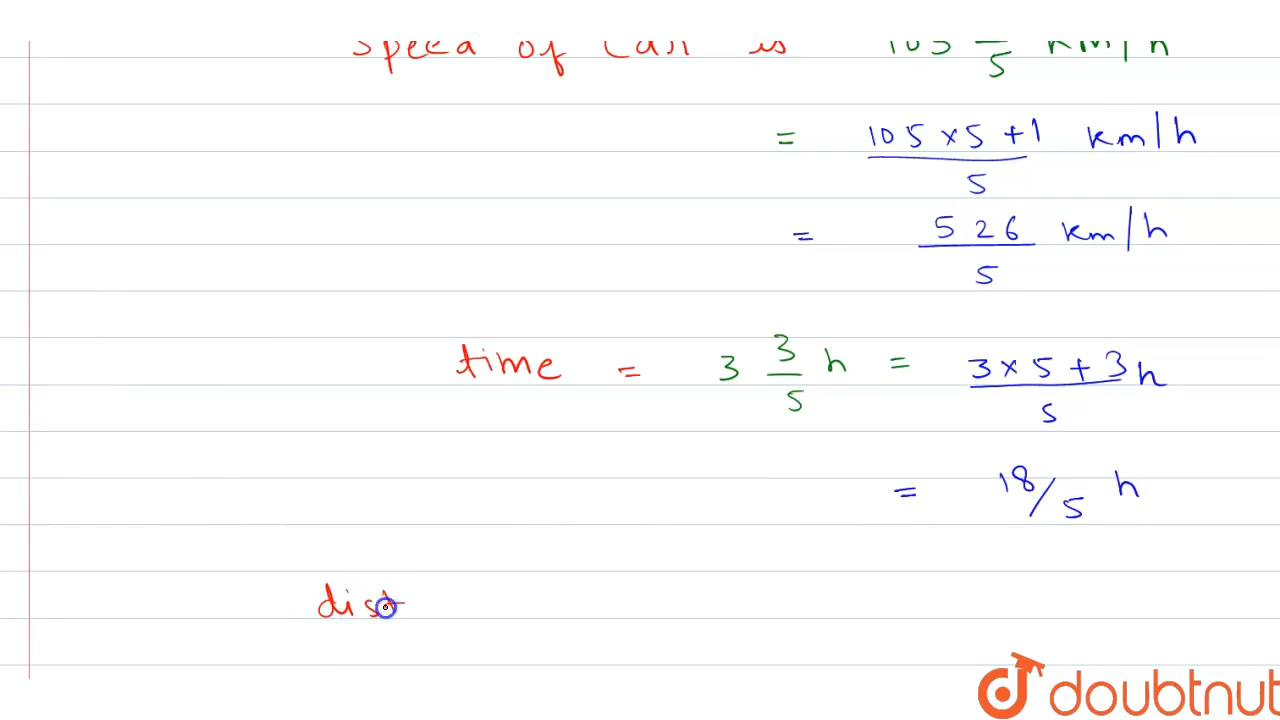 speed of car is 105 1/5 km/h
= 105 × 5 + 1 / 5 km/h
= 526 / 5 km/h
time = 3 3/5 h = 3 × 5 + 3 / 5 h
= 18/5 h
dist
doubtnut